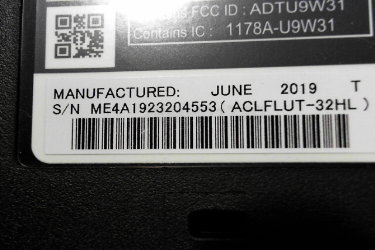 FCC ID : ADTU9W31
Contains IC : 1178A-U9W31
MANUFACTURED: JUNE 2019 T
S/N ME4A1923204553(ACLFLUT-32HL)